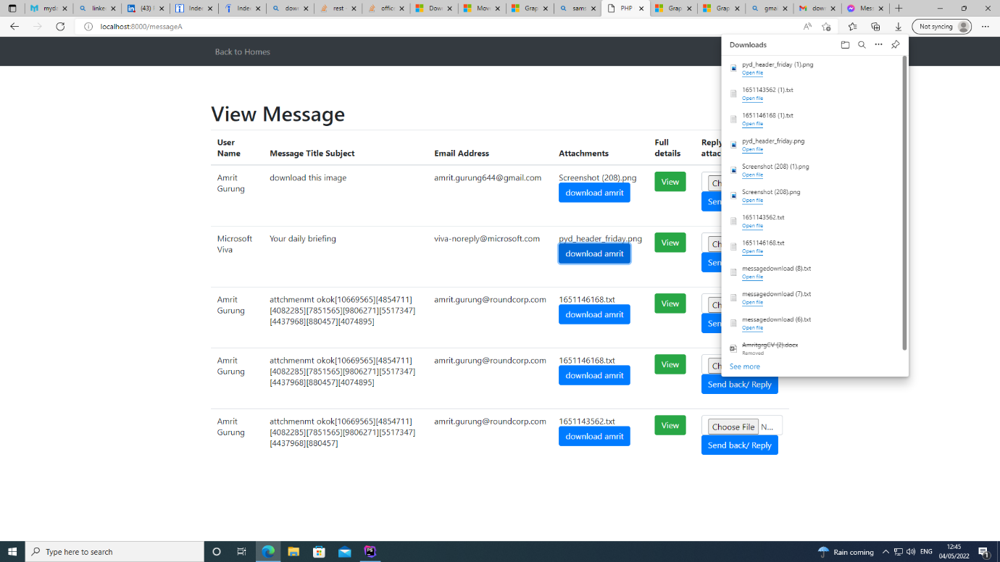 myda
linke
(43) I
Inde
Inde
dow
rest
offic
Dow
Mov
Grap
sams
PHP
Grap
Grap
gma
dow
Mess
localhost:8000/messageA
Not syncing
Back to Homes
Downloads
pyd_header_friday (1).png
Open file
1651143562 (1).txt
Open file
1651146168 (1).txt
Open file
pyd_header_friday.png
Open file
Screenshot (208) (1).png
Open file
Screenshot (208).png
Open file
1651143562.txt
Open file
1651146168.txt
Open file
messagedownload (8).txt
Open file
messagedownload (7).txt
Open file
messagedownload (6).txt
Open file
AmritgrgCV (2).docx
Removed
See more
View Message
User Name
Message Title Subject
Email Address
Attachments
Full details
Reply
attac
Amrit Gurung
download this image
amrit.gurung644@gmail.com
Screenshot (208).png
download amrit
View
Ch
Sen
Microsoft Viva
Your daily briefing
viva-noreply@microsoft.com
pyd_header_friday.png
download amrit
View
Ch
Sen
Amrit Gurung
attchmenmt okok[10669565][4854711]
[4082285][7851565][9806271][5517347]
[4437968][880457][4074895]
amrit.gurung@roundcorp.com
1651146168.txt
download amrit
View
Ch
Sen
Amrit Gurung
attchmenmt okok[10669565][4854711]
[4082285][7851565][9806271][5517347]
[4437968][880457][4074895]
amrit.gurung@roundcorp.com
1651146168.txt
download amrit
View
Ch
Send back/ Reply
Amrit Gurung
attchmenmt okok[10669565][4854711]
[4082285][7851565][9806271][5517347]
[4437968][880457]
amrit.gurung@roundcorp.com
1651143562.txt
download amrit
View
Choose File N...
Send back/ Reply
Type here to search
Rain coming
ENG
12:45
04/05/2022